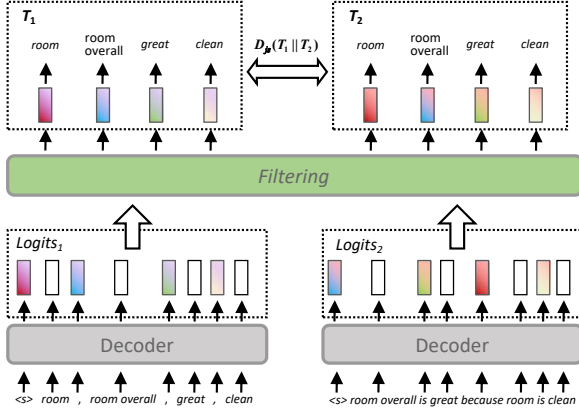 T1
T2
room
room overall
great
clean
D_js(T1 || T2)
room
room overall
great
clean
Filtering
Logits1
Logits2
Decoder
Decoder
<s> room , room overall , great , clean
<s> room overall is great because room is clean